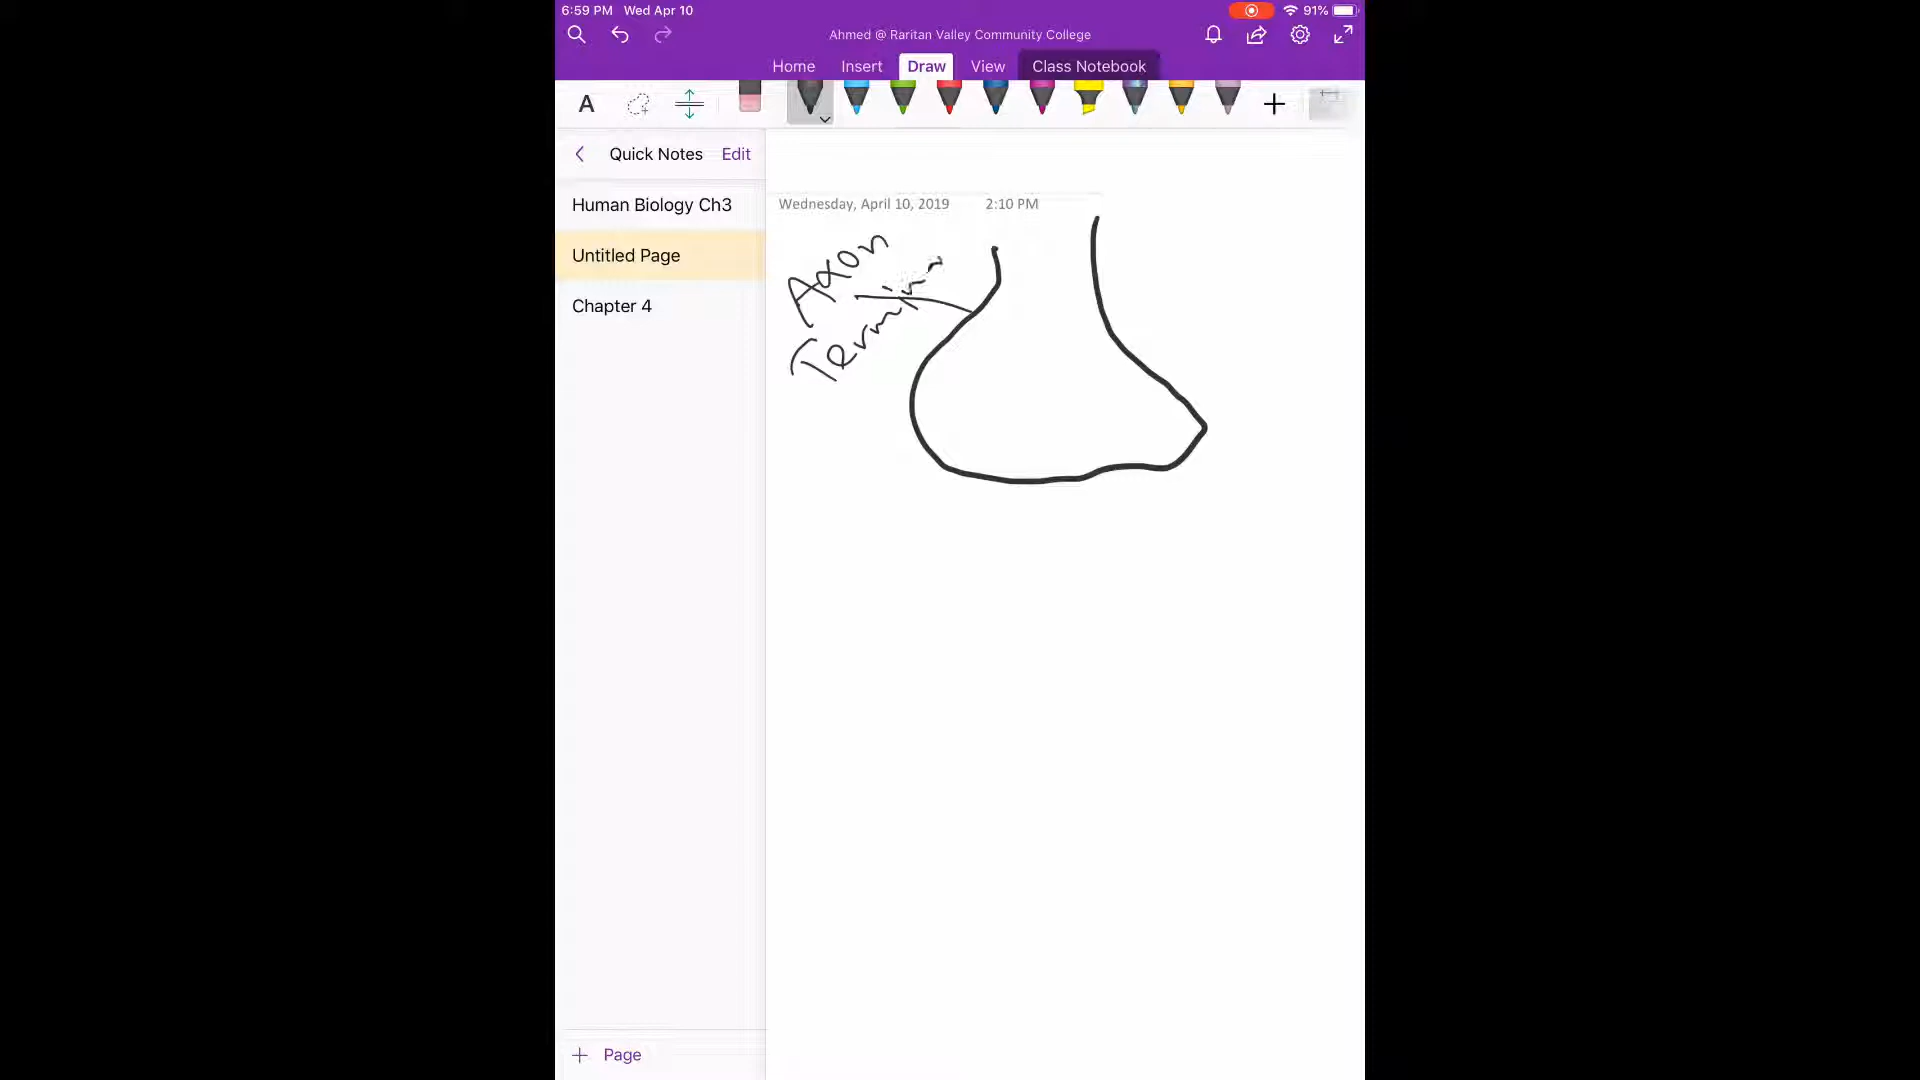 6:59 PM Wed Apr 10
91%
Ahmed @ Raritan Valley Community College
Home Insert Draw View Class Notebook
A
Quick Notes Edit
Human Biology Ch3
Untitled Page
Chapter 4
Wednesday, April 10, 2019 2:10 PM
Axon
Termin
+ Page